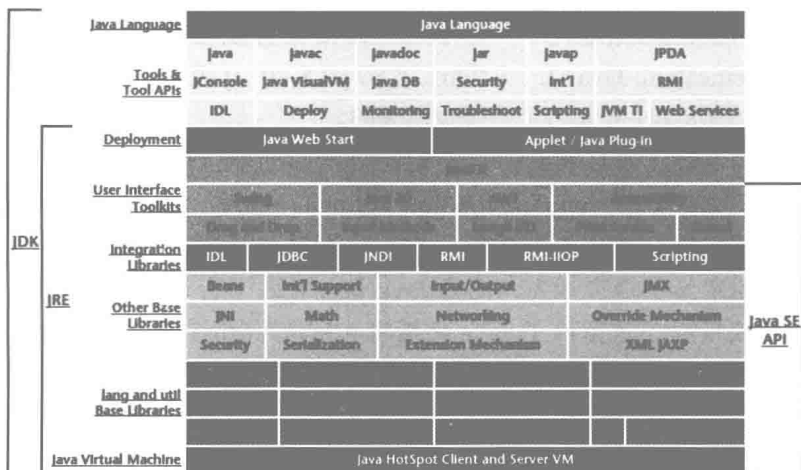 Java Language Java Language
Java Javac Javadoc Jar Javap JPDA
Tools & Tool APIs
JConsole Java VisualVM Java DB Security Int'l RMI
IDL Deploy Monitoring Troubleshoot Scripting JVM TI Web Services
Deployment Java Web Start Applet / Java Plug-in
User Interface Toolkits
Drag and Drop
JDK
Integration Libraries IDL JDBC JNDI RMI RMI-IIOP Scripting
Beans Int'l Support Input/Output JMX
JRE
Other Base Libraries JNI Math Networking Override Mechanism
Java SE API
Security Serialization Extension Mechanism XML JAXP
lang and util Base Libraries
Java Virtual Machine Java HotSpot Client and Server VM